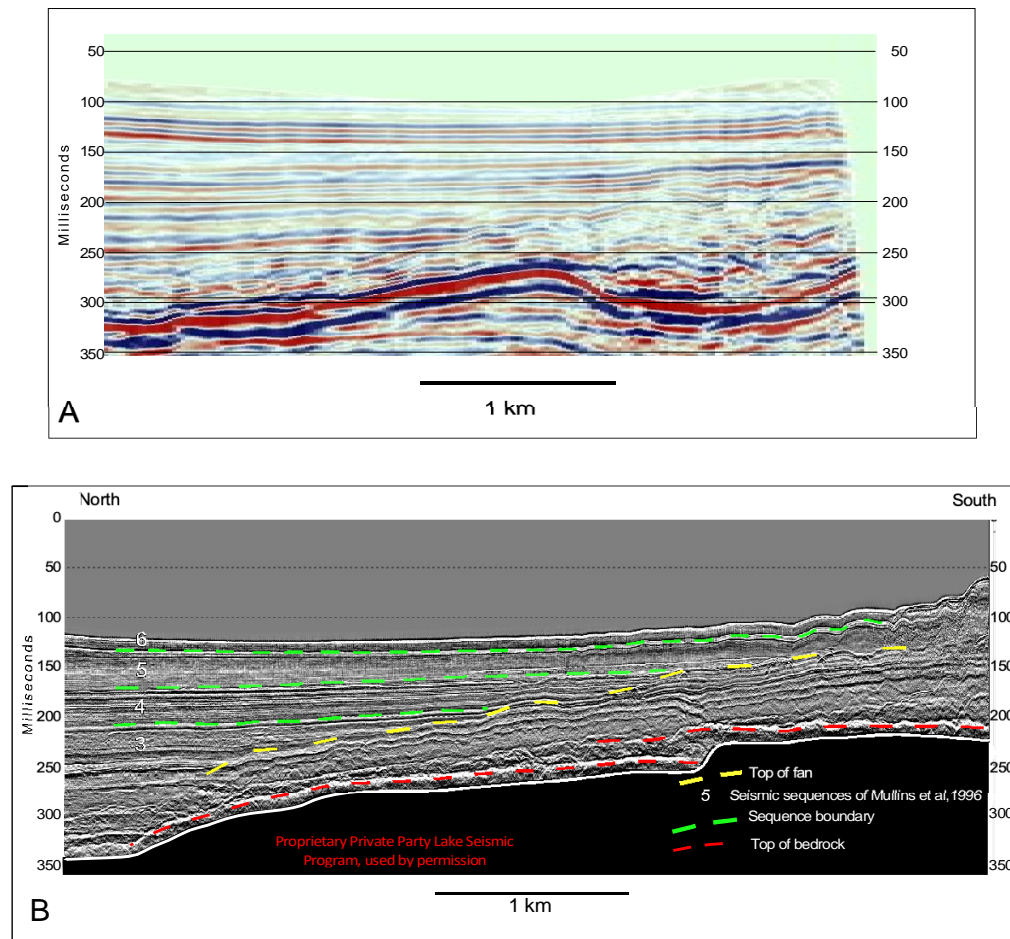 50 50
100 100
150 150
200 200
250 250
300 300
350 350
Milliseconds
1 km
A
North South
0 0
50 50
100 100
150 150
200 200
250 250
300 300
350 350
Milliseconds
6
5
4
3
Top of fan
5 Seismic sequences of Mullins et al,1996
Sequence boundary
Top of bedrock
Proprietary Private Party Lake Seismic
Program, used by permission
1 km
B